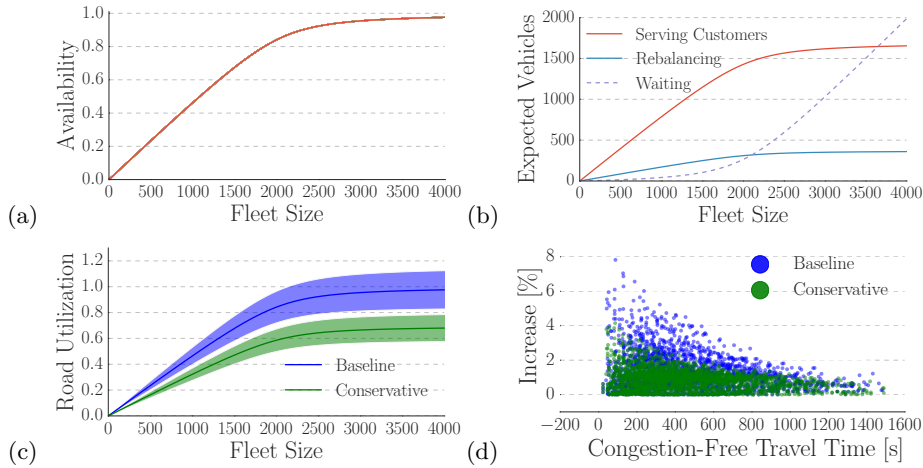 Availability
1.0
0.8
0.6
0.4
0.2
0.0
0 500 1000 1500 2000 2500 3000 3500 4000
Fleet Size
(a)
Expected Vehicles
2000
1500
1000
500
0
Serving Customers
Rebalancing
Waiting
0 500 1000 1500 2000 2500 3000 3500 4000
Fleet Size
(b)
Road Utilization
1.2
1.0
0.8
0.6
0.4
0.2
0.0
Baseline
Conservative
0 500 1000 1500 2000 2500 3000 3500 4000
Fleet Size
(c)
Increase [%]
8
6
4
2
0
Baseline
Conservative
−200 0 200 400 600 800 1000 1200 1400 1600
Congestion-Free Travel Time [s]
(d)